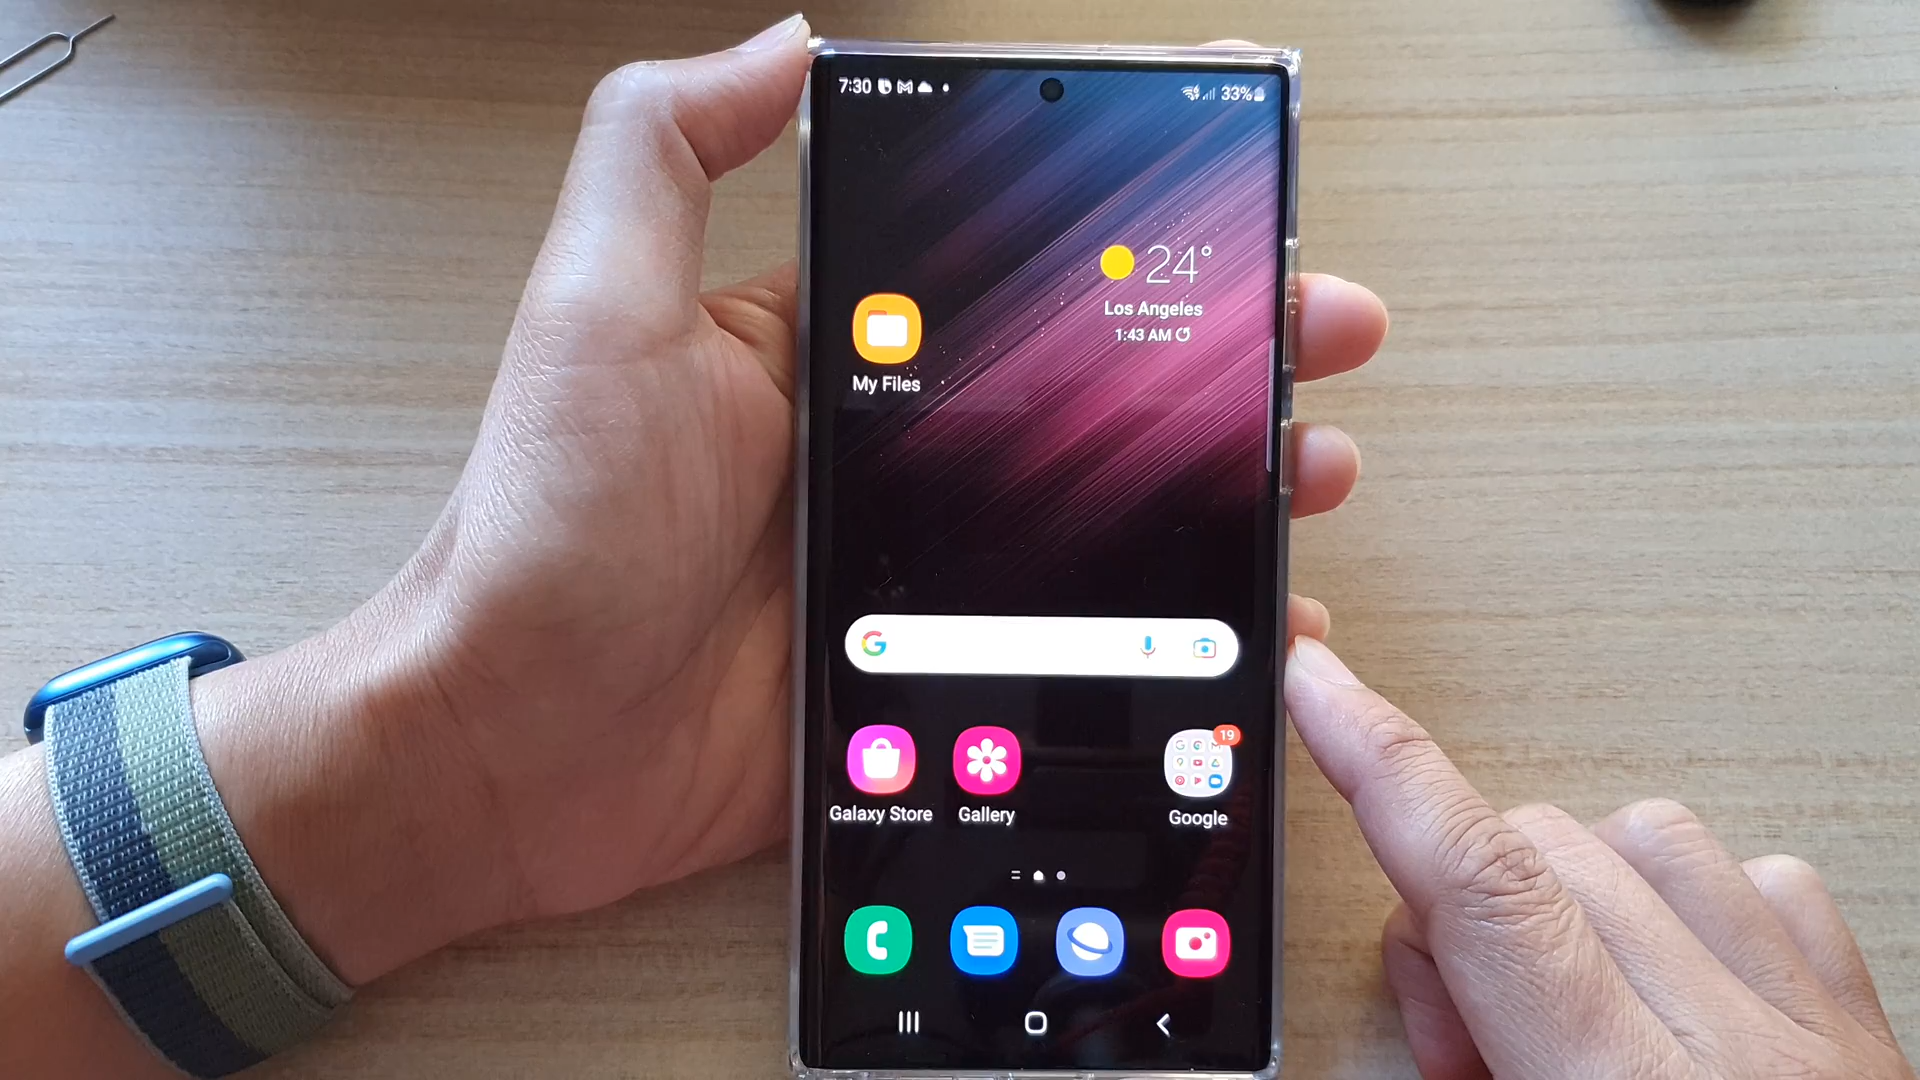 7:30
33%
24°
Los Angeles
1:43 AM
My Files
G
19
Galaxy Store
Gallery
Google